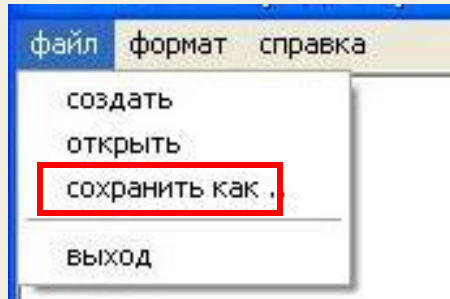 файл формат справка
создать
открыть
сохранить как ..
выход